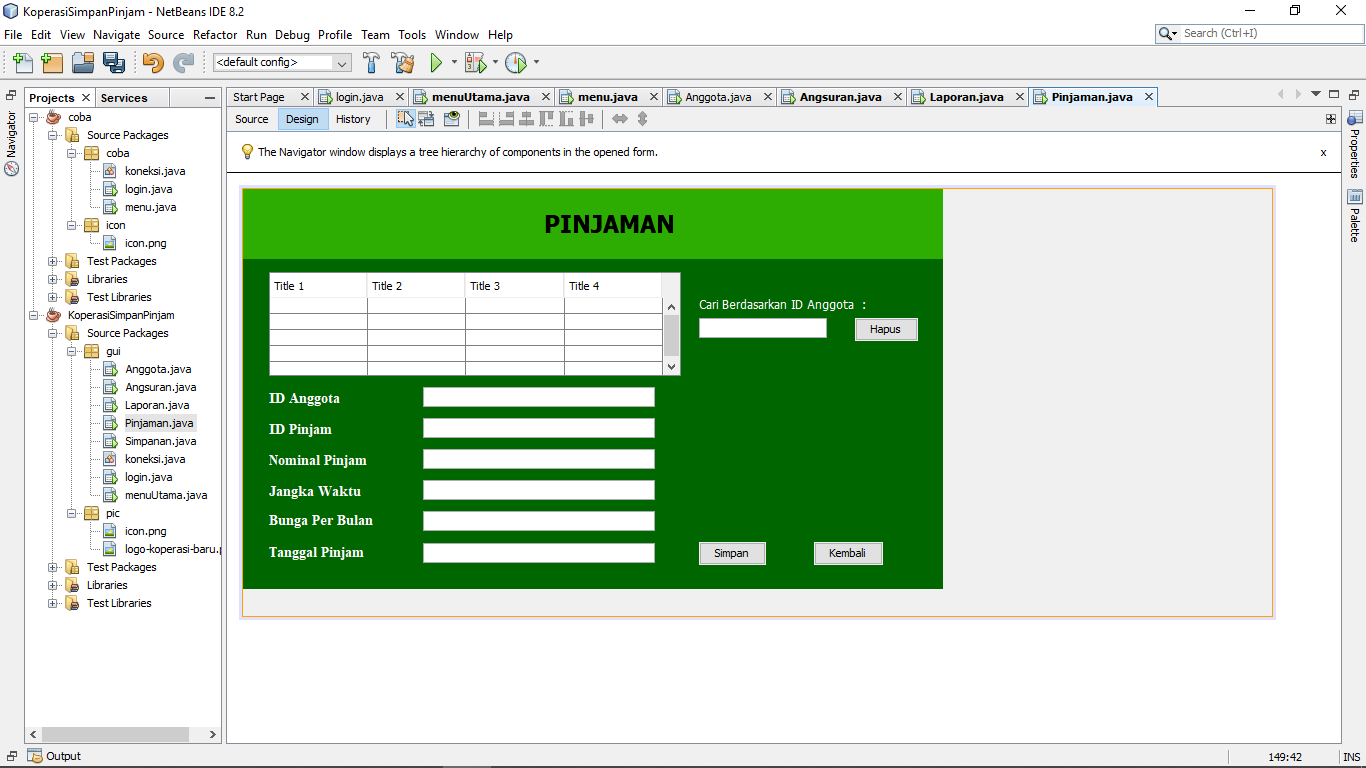 KoperasiSimpanPinjam - NetBeans IDE 8.2
File Edit View Navigate Source Refactor Run Debug Profile Team Tools Window Help
Search (Ctrl+I)
<default config>
Navigator
Projects Services
coba
Source Packages
coba
koneksi.java
login.java
menu.java
icon
icon.png
Test Packages
Libraries
Test Libraries
KoperasiSimpanPinjam
Source Packages
gui
Anggota.java
Angsuran.java
Laporan.java
Pinjaman.java
Simpanan.java
koneksi.java
login.java
menuUtama.java
pic
icon.png
logo-koperasi-baru.p
Test Packages
Libraries
Test Libraries
Start Page login.java menuUtama.java menu.java Anggota.java Angsuran.java Laporan.java Pinjaman.java
Source Design History
The Navigator window displays a tree hierarchy of components in the opened form. x
PINJAMAN
Title 1 Title 2 Title 3 Title 4
Cari Berdasarkan ID Anggota :
Hapus
ID Anggota
ID Pinjam
Nominal Pinjam
Jangka Waktu
Bunga Per Bulan
Tanggal Pinjam
Simpan Kembali
Properties
Palette
Output
149:42 INS